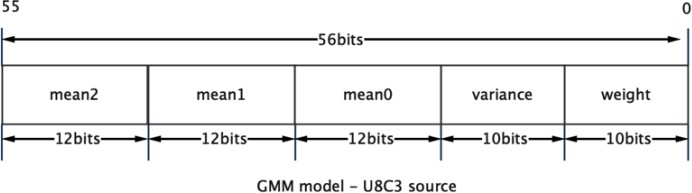 55 0
56bits
mean2 mean1 mean0 variance weight
12bits 12bits 12bits 10bits 10bits
GMM model - U8C3 source